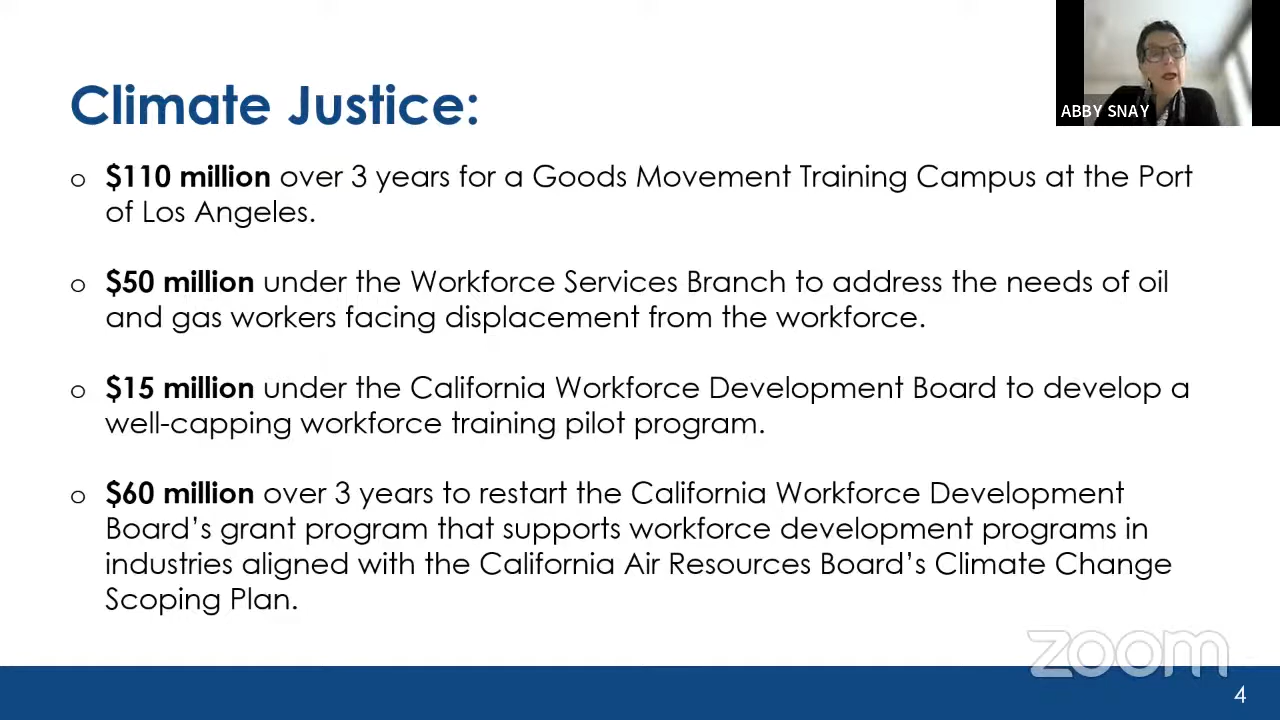 Climate Justice:
ABBY SNAY
o $110 million over 3 years for a Goods Movement Training Campus at the Port
of Los Angeles.
o $50 million under the Workforce Services Branch to address the needs of oil
and gas workers facing displacement from the workforce.
o $15 million under the California Workforce Development Board to develop a
well-capping workforce training pilot program.
o $60 million over 3 years to restart the California Workforce Development
Board’s grant program that supports workforce development programs in
industries aligned with the California Air Resources Board’s Climate Change
Scoping Plan.
zoom
4